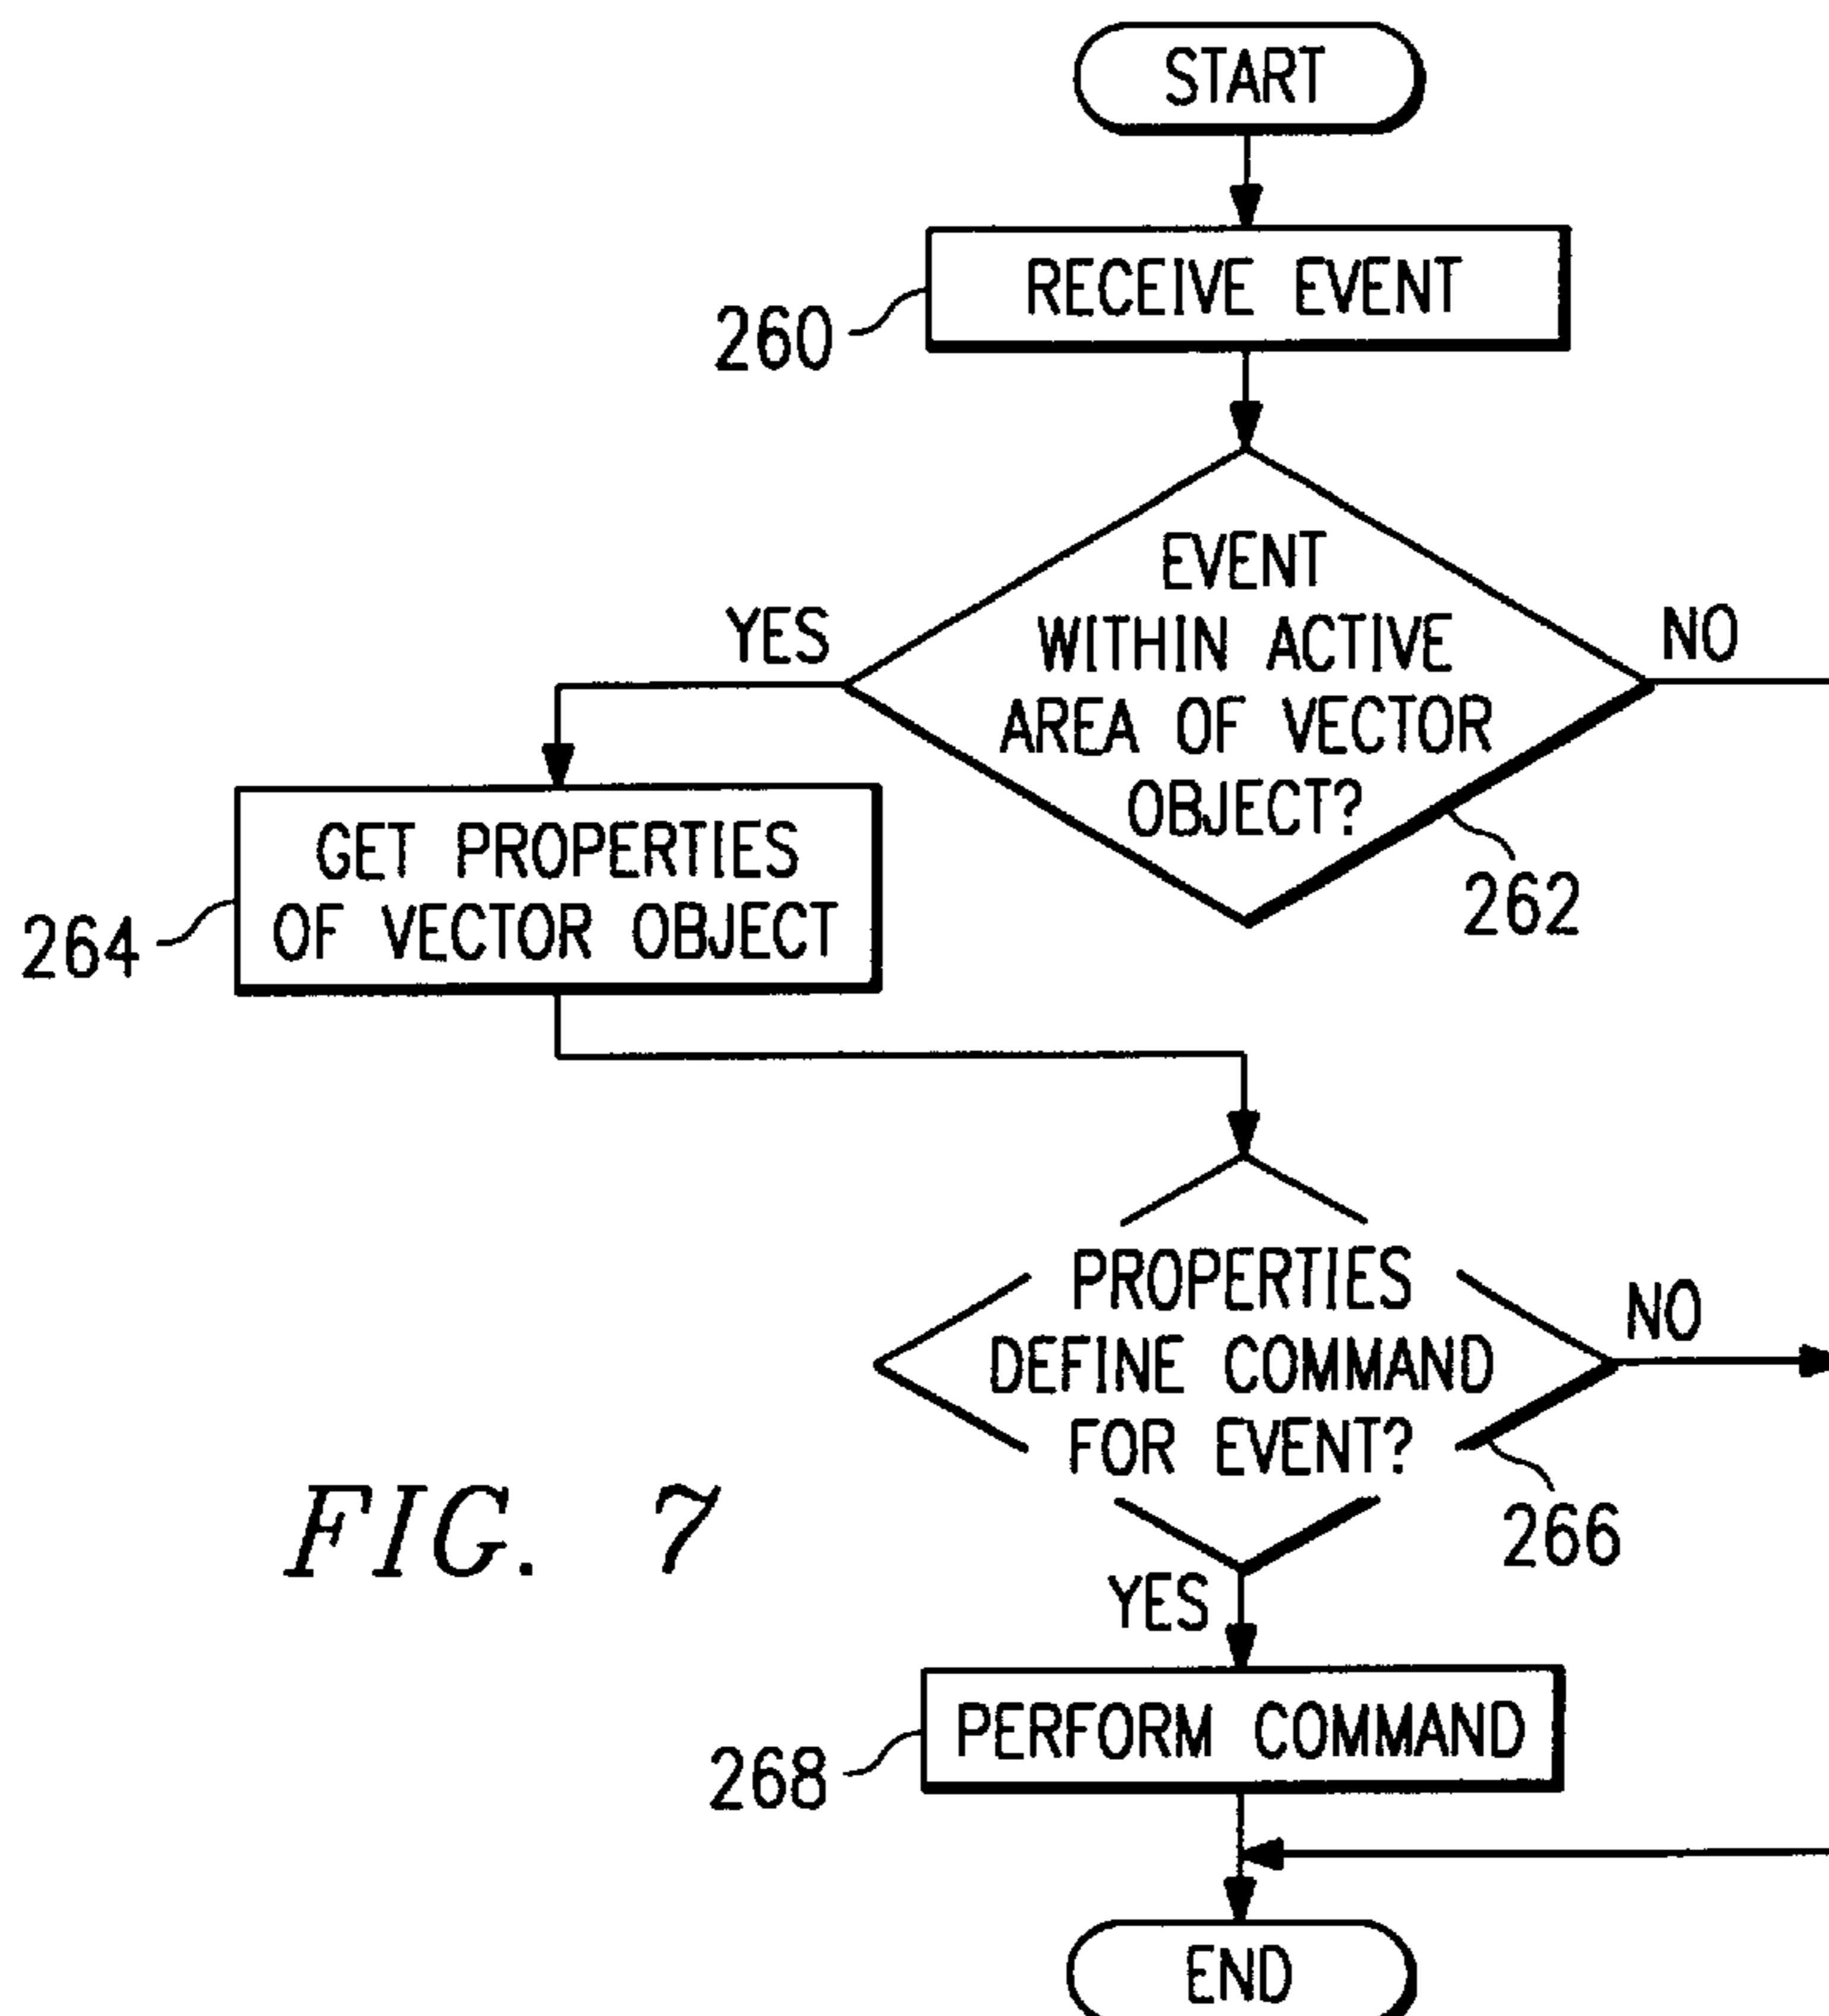 START
RECEIVE EVENT
260
EVENT
WITHIN ACTIVE
AREA OF VECTOR
OBJECT?
YES
NO
262
GET PROPERTIES
OF VECTOR OBJECT
264
PROPERTIES
DEFINE COMMAND
FOR EVENT?
NO
266
YES
FIG. 7
PERFORM COMMAND
268
END